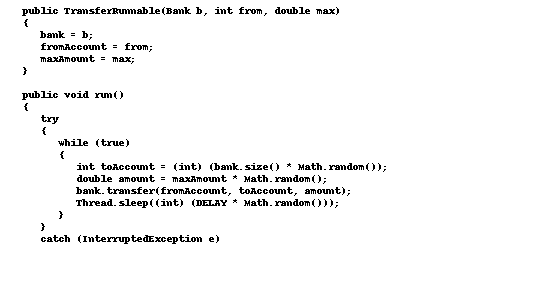 public TransferRunnable(Bank b, int from, double max)
{
bank = b;
fromAccount = from;
maxAmount = max;
}
public void run()
{
try
{
while (true)
{
int toAccount = (int) (bank.size() * Math.random());
double amount = maxAmount * Math.random();
bank.transfer(fromAccount, toAccount, amount);
Thread.sleep((int) (DELAY * Math.random()));
}
}
catch (InterruptedException e)